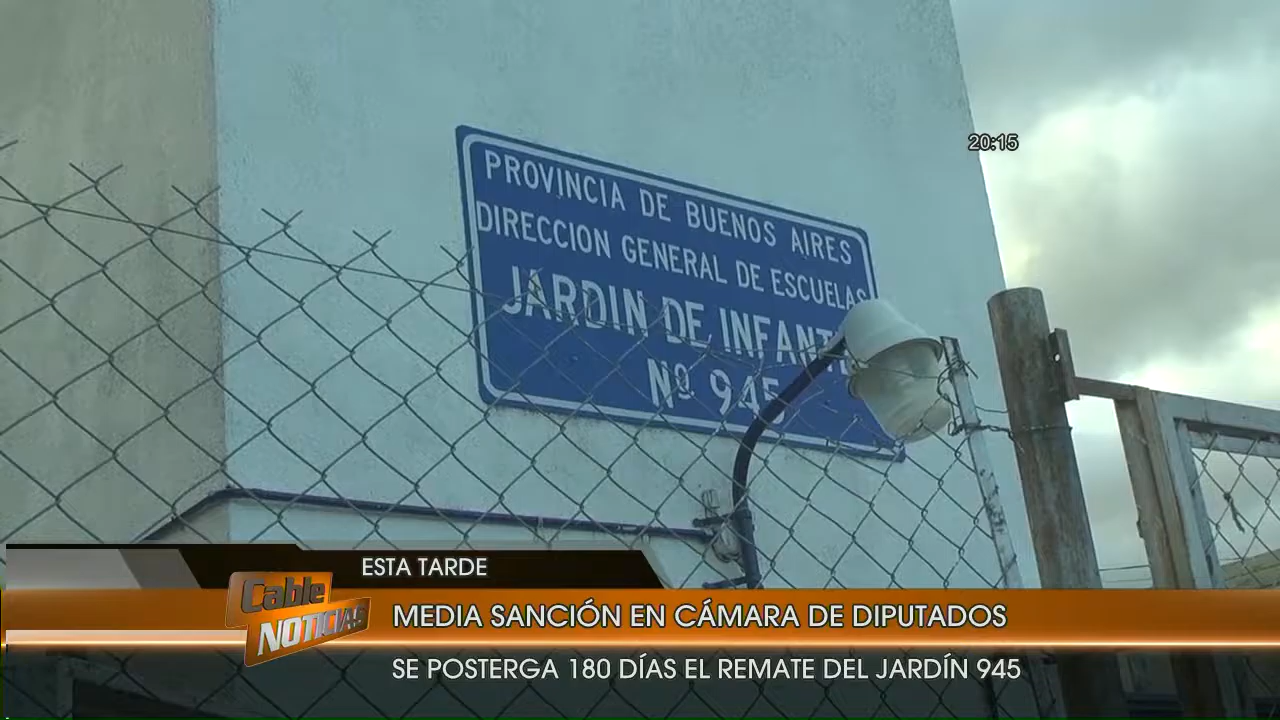 20:15
PROVINCIA DE BUENOS AIRES
DIRECCION GENERAL DE ESCUELAS
JARDIN DE INFANTES
Nº 945
ESTA TARDE
Cable
NOTICIAS
MEDIA SANCIÓN EN CÁMARA DE DIPUTADOS
SE POSTERGA 180 DÍAS EL REMATE DEL JARDÍN 945